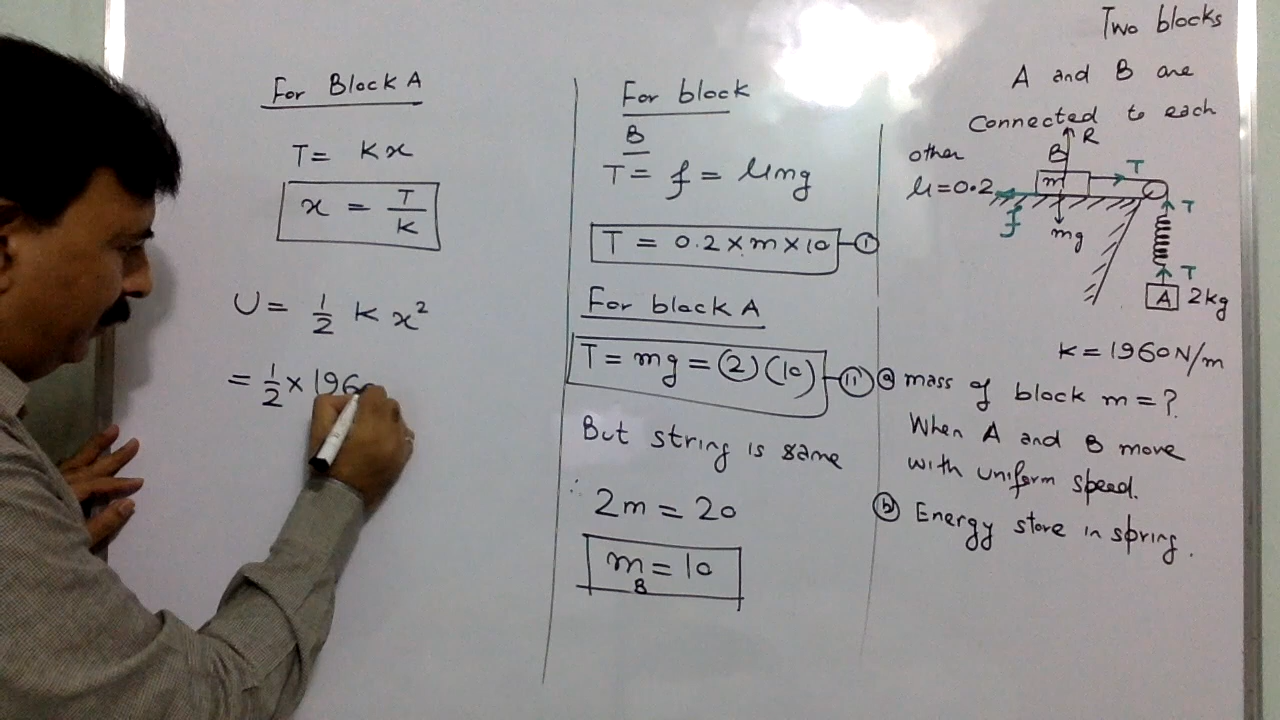 For Block A
T = Kx
x = T/K
U = 1/2 K x²
= 1/2 × 196
For block
B
T = f = μmg
T = 0.2 × m × 10 - ①
For block A
T = mg = (2) (10) - ⑪
But string is same
∴ 2m = 20
m_B = 10
Two blocks
A and B are
Connected to each
other
μ = 0.2
R
B
T
m
f
mg
T
T
A 2kg
K = 1960 N/m
ⓐ mass of block m = ?
When A and B move
with uniform speed.
ⓑ Energy store in spring.